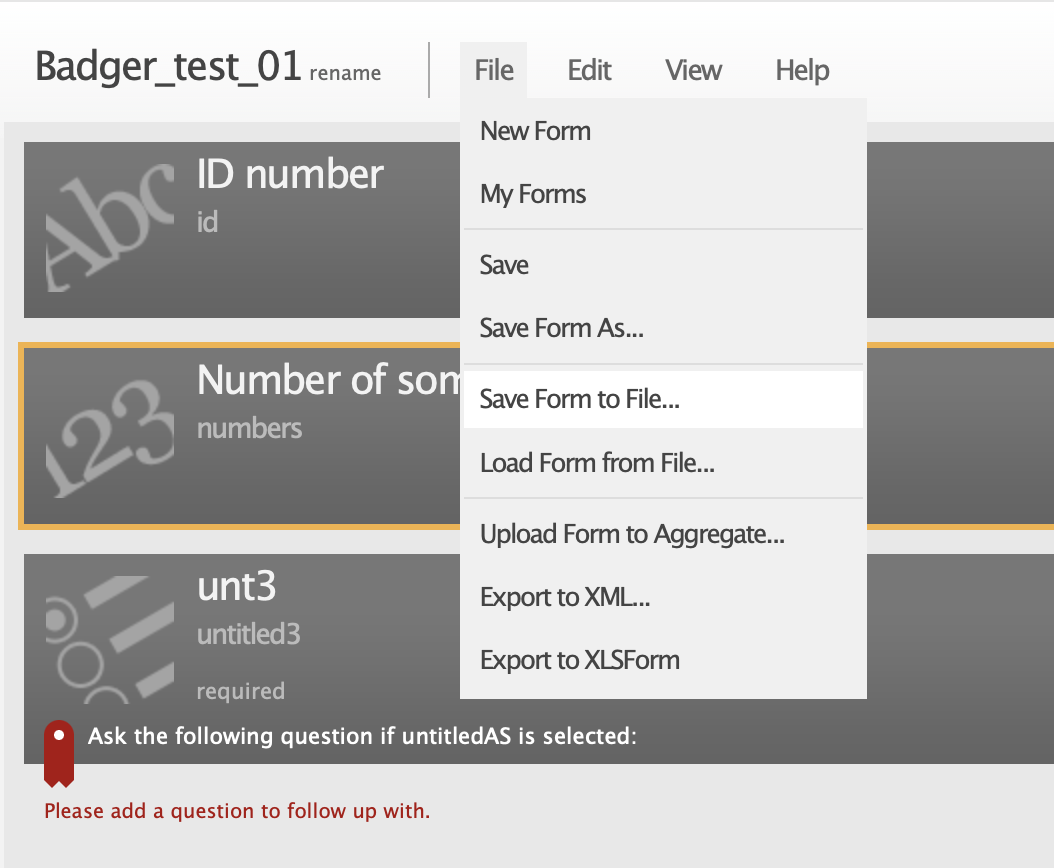 Badger_test_01 rename
File Edit View Help
New Form
My Forms
Save
Save Form As...
Save Form to File...
Load Form from File...
Upload Form to Aggregate...
Export to XML...
Export to XLSForm
Abc
ID number
id
123
Number of som
numbers
unt3
untitled3
required
Ask the following question if untitledAS is selected:
Please add a question to follow up with.